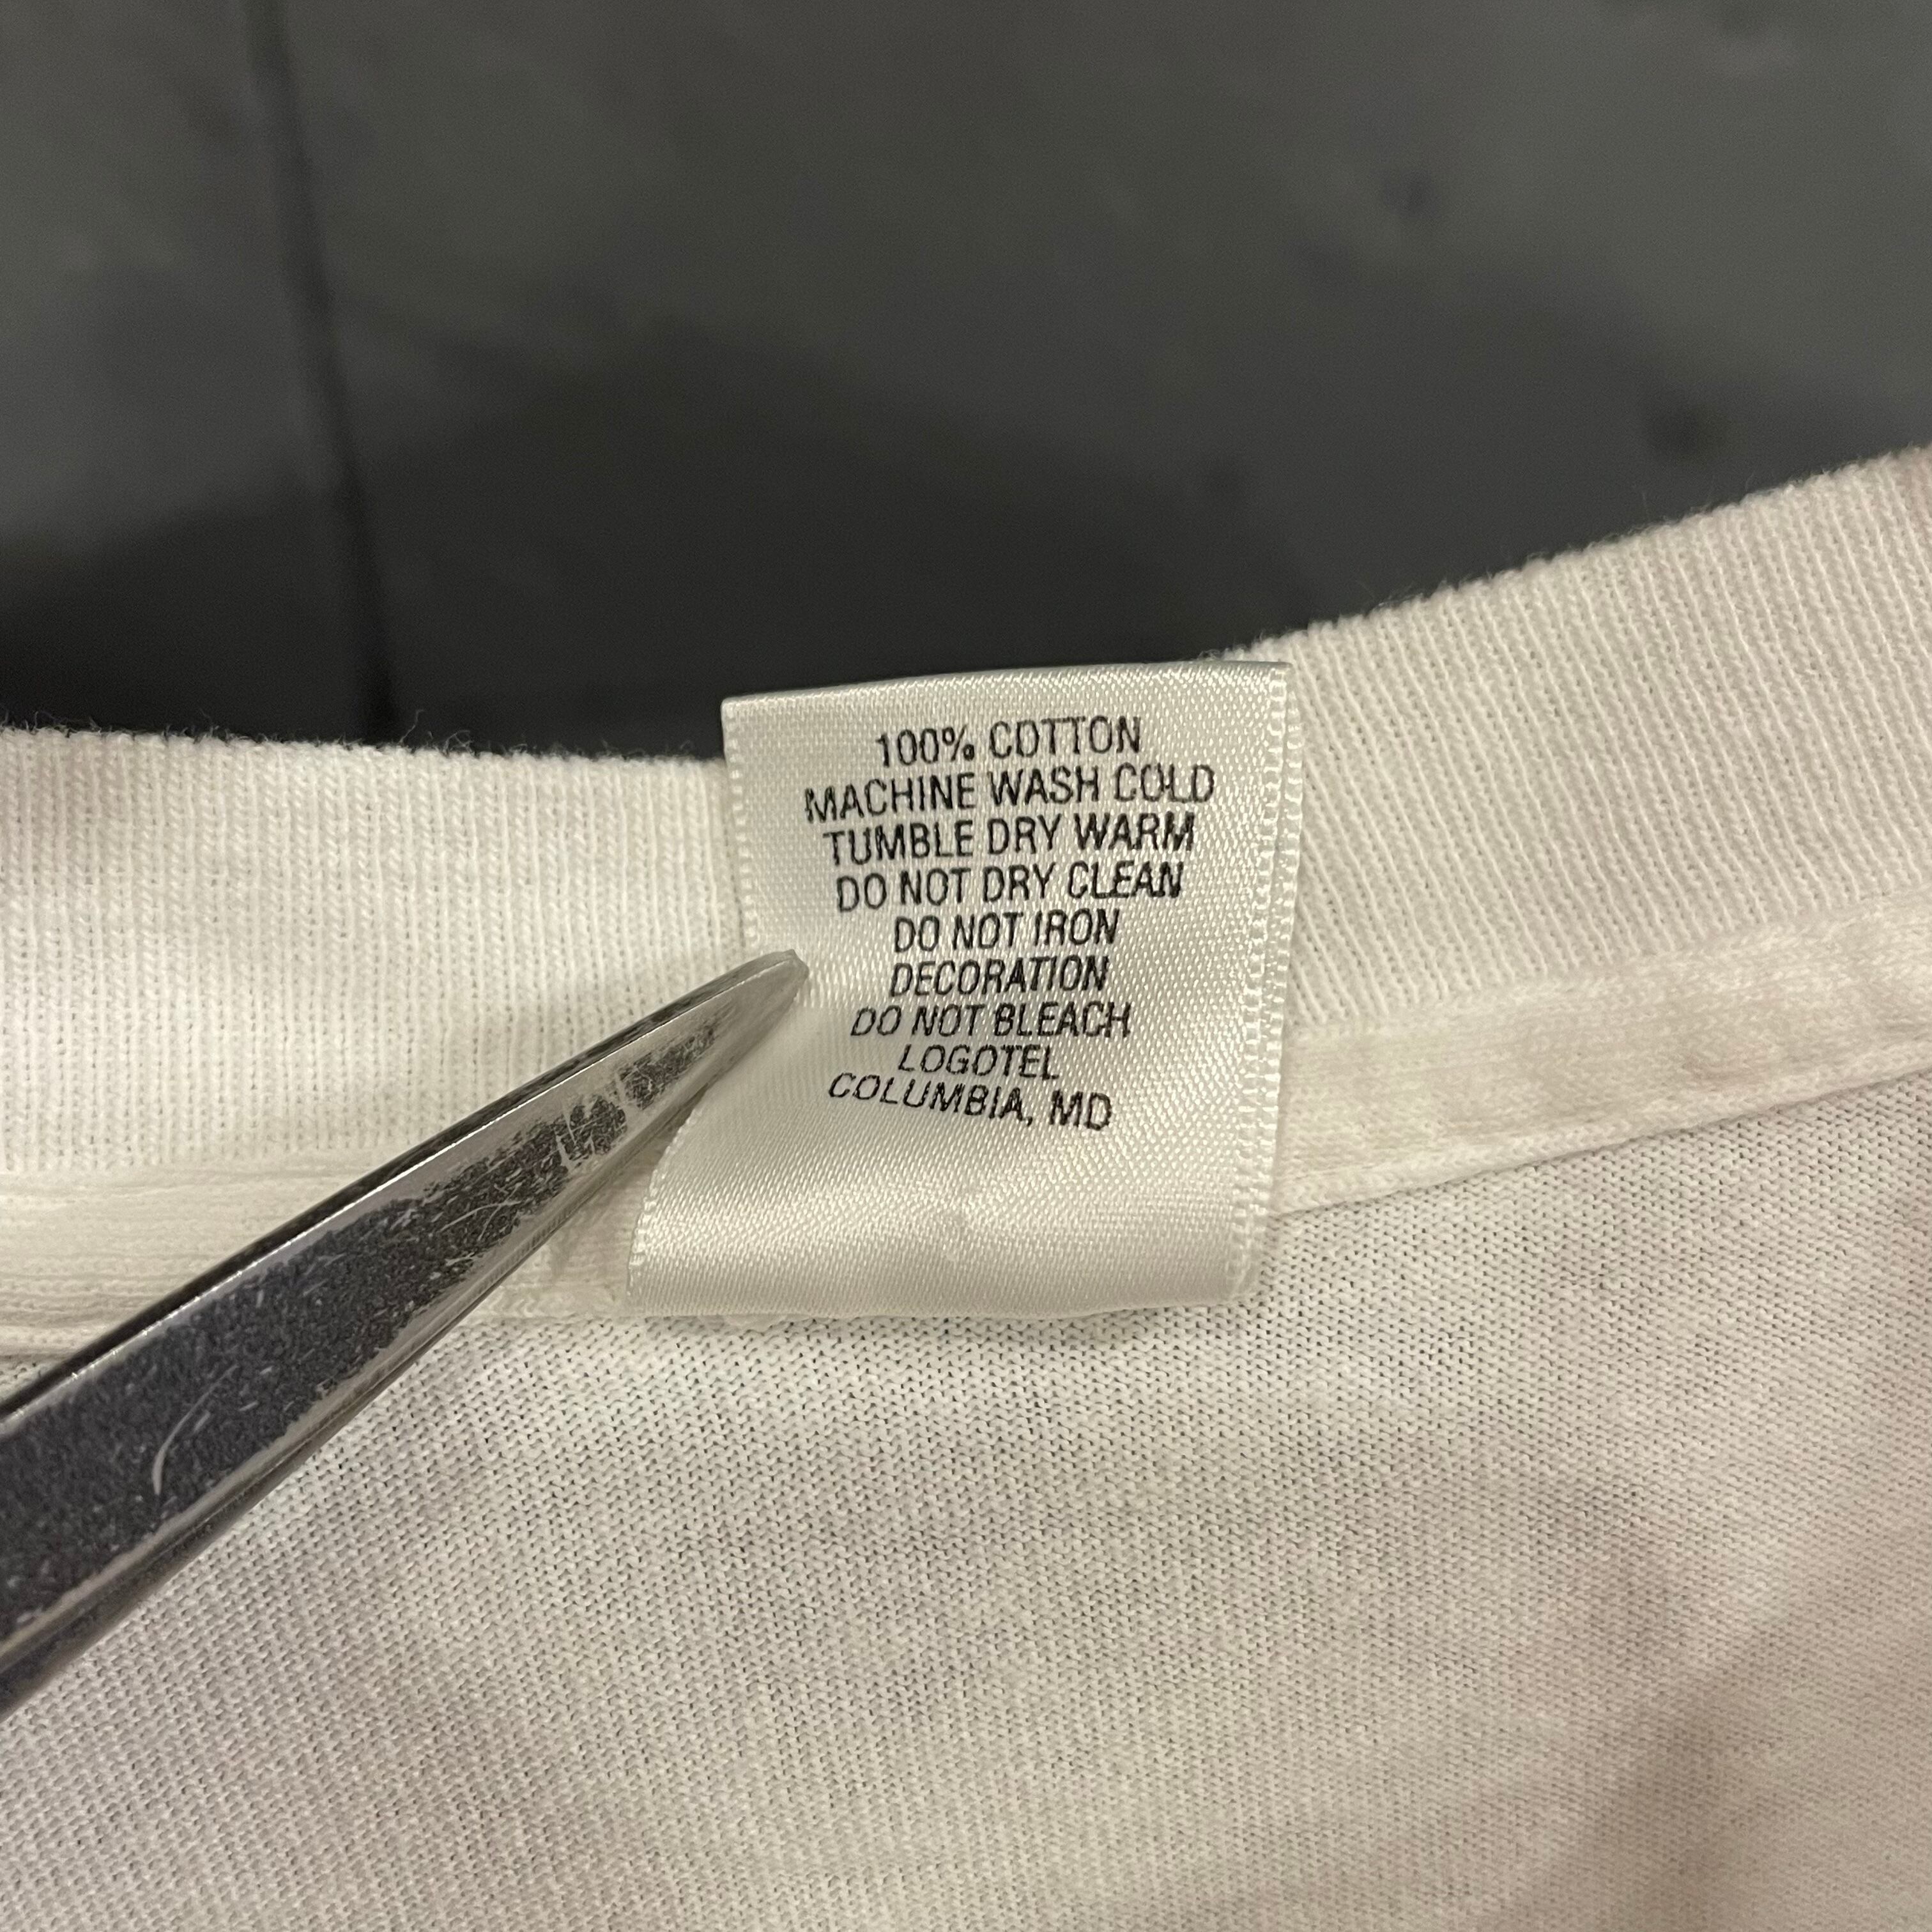 100% COTTON
MACHINE WASH COLD
TUMBLE DRY WARM
DO NOT DRY CLEAN
DO NOT IRON
DECORATION
DO NOT BLEACH
LOGOTEL
COLUMBIA, MD